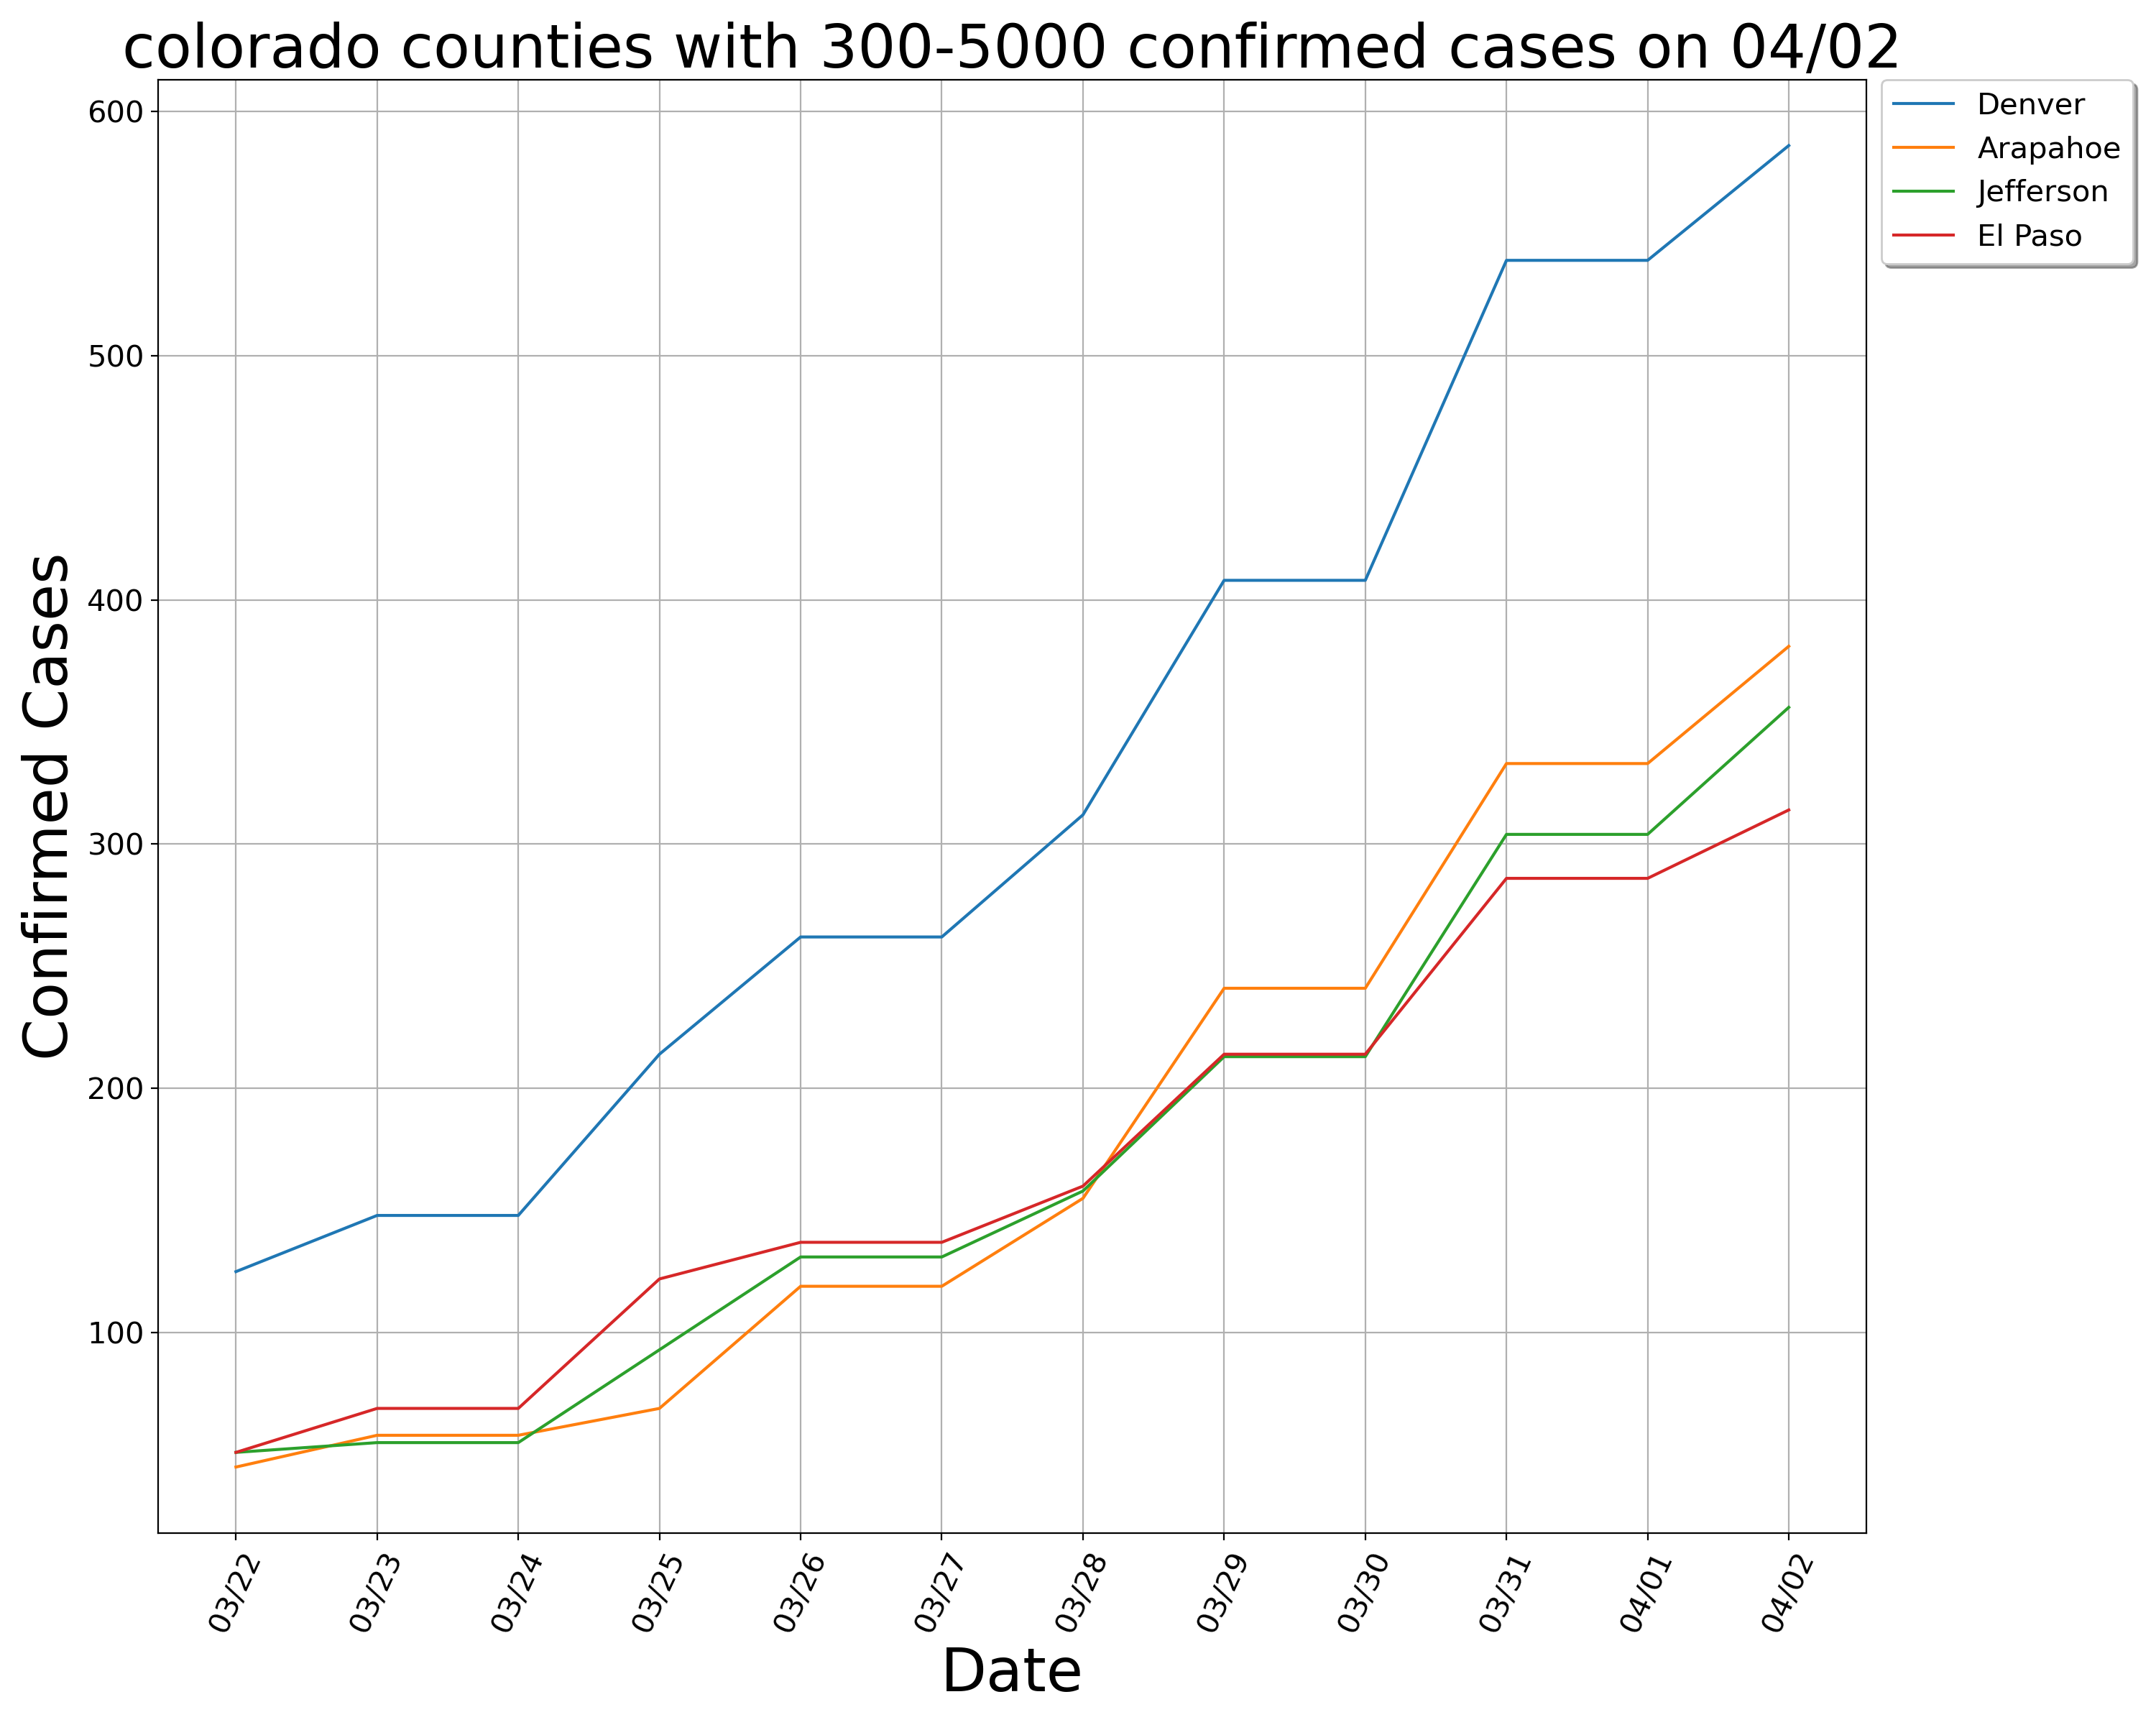 colorado counties with 300-5000 confirmed cases on 04/02
Denver
Arapahoe
Jefferson
El Paso
Confirmed Cases
600
500
400
300
200
100
03/22
03/23
03/24
03/25
03/26
03/27
03/28
03/29
03/30
03/31
04/01
04/02
Date